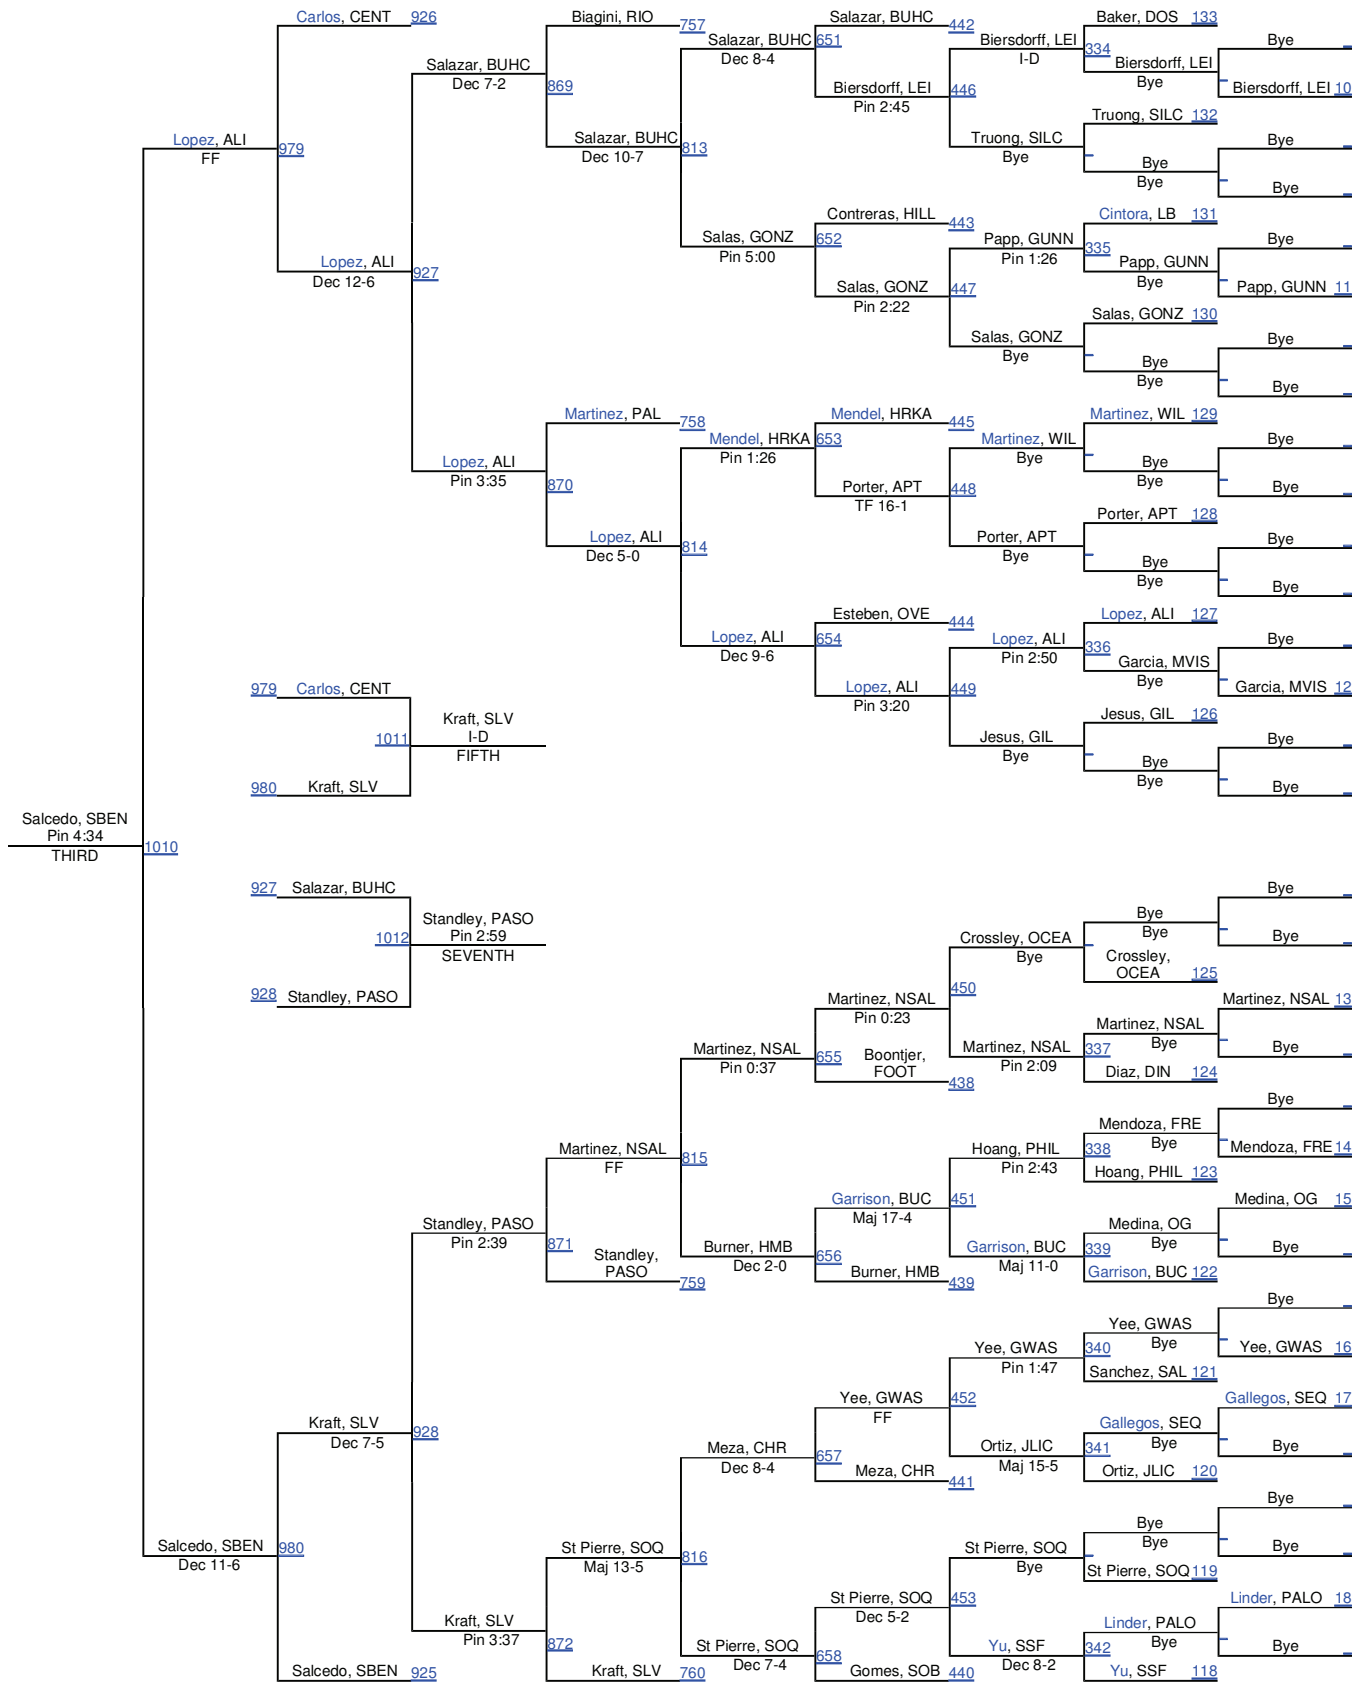 Carlos, CENT 926
Biagini, RIO 757
Salazar, BUHC 442
Baker, DOS 133
Salazar, BUHC 651
Biersdorff, LEI
Bye
Dec 8-4
I-D
334
Biersdorff, LEI
Salazar, BUHC
Bye
Dec 7-2
869
Biersdorff, LEI 446
Biersdorff, LEI 10
Pin 2:45
Truong, SILC 132
Lopez, ALI
Salazar, BUHC
Truong, SILC
Bye
FF
979
Dec 10-7
813
Bye
Bye
Bye
Bye
Contreras, HILL 443
Cintora, LB 131
Salas, GONZ 652
Papp, GUNN
335
Bye
Pin 5:00
Pin 1:26
Papp, GUNN
Lopez, ALI
Bye
Dec 12-6
927
Salas, GONZ 447
Papp, GUNN 11
Pin 2:22
Salas, GONZ 130
Salas, GONZ
Bye
Bye
Bye
Bye
Bye
Martinez, PAL 758
Mendel, HRKA 445
Martinez, WIL 129
Mendel, HRKA 653
Martinez, WIL
Bye
Pin 1:26
Bye
Lopez, ALI
Bye
Pin 3:35
870
Porter, APT 448
Bye
Bye
TF 16-1
Porter, APT 128
Lopez, ALI
Porter, APT
Bye
Dec 5-0
814
Bye
Bye
Bye
Bye
Esteben, OVE 444
Lopez, ALI 127
Lopez, ALI 654
Lopez, ALI
336
Bye
Dec 9-6
Pin 2:50
Garcia, MVIS
Bye
979 Carlos, CENT
Lopez, ALI 449
Garcia, MVIS 12
Kraft, SLV
Pin 3:20
Jesus, GIL 126
1011
I-D
Jesus, GIL
Bye
FIFTH
Bye
Bye
Bye
980 Kraft, SLV
Bye
Salcedo, SBEN
Pin 4:34
THIRD
1010
927 Salazar, BUHC
Bye
Standley, PASO
Bye
1012
Pin 2:59
Crossley, OCEA
Bye
Bye
SEVENTH
Bye
Crossley,
928 Standley, PASO
450
OCEA 125
Martinez, NSAL
Martinez, NSAL 13
Pin 0:23
Martinez, NSAL
Martinez, NSAL
655
Boontjer,
Martinez, NSAL
337
Bye
Bye
Pin 0:37
FOOT
Pin 2:09
Diaz, DIN 124
438
Bye
Mendoza, FRE
Martinez, NSAL
Hoang, PHIL
338
Bye
Mendoza, FRE 14
FF
815
Pin 2:43
Hoang, PHIL 123
Garrison, BUC 451
Medina, OG 15
Standley, PASO
Maj 17-4
Medina, OG
Pin 2:39
871
Standley,
Burner, HMB
656
Garrison, BUC
339
Bye
Bye
PASO
Dec 2-0
Burner, HMB
Maj 11-0
Garrison, BUC 122
759
439
Bye
Yee, GWAS
Yee, GWAS
340
Bye
Yee, GWAS 16
Pin 1:47
Sanchez, SAL 121
Yee, GWAS 452
Gallegos, SEQ 17
Kraft, SLV
FF
Gallegos, SEQ
Dec 7-5
928
Meza, CHR
657
Ortiz, JLIC
341
Bye
Bye
Dec 8-4
Meza, CHR
Maj 15-5
Ortiz, JLIC 120
441
Bye
Bye
Salcedo, SBEN 980
St Pierre, SOQ 816
St Pierre, SOQ
Bye
Bye
Dec 11-6
Maj 13-5
Bye
St Pierre, SOQ 119
St Pierre, SOQ 453
Linder, PALO 18
Dec 5-2
Linder, PALO
Kraft, SLV
872
St Pierre, SOQ
658
Yu, SSF
342
Bye
Bye
Pin 3:37
Dec 7-4
Dec 8-2
Salcedo, SBEN 925
Kraft, SLV 760
Gomes, SOB 440
Yu, SSF 118